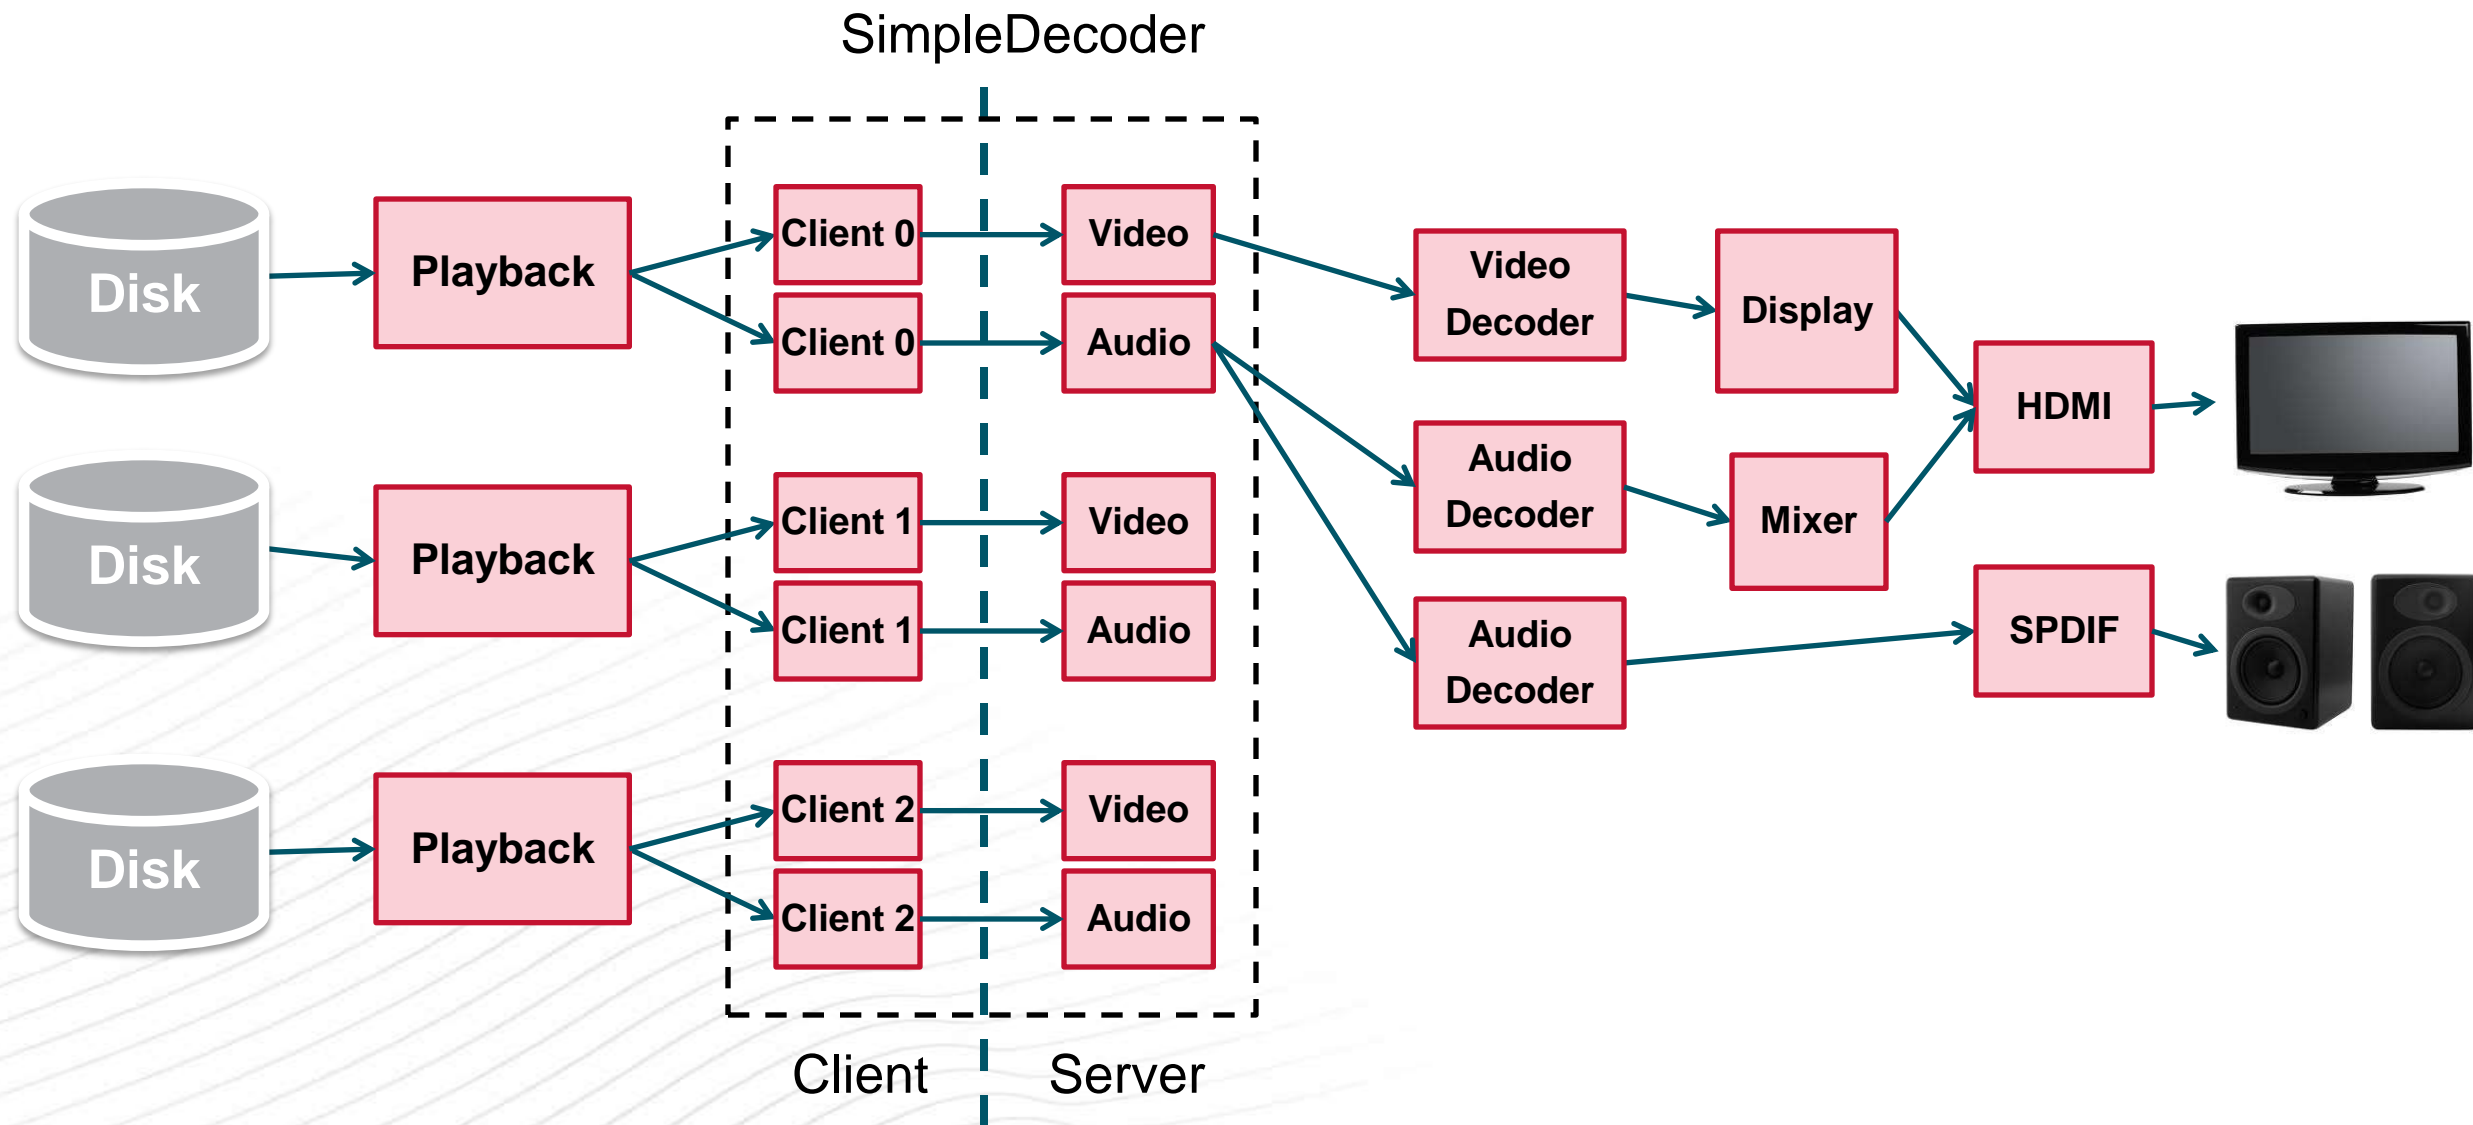 SimpleDecoder
Disk
Playback
Client 0
Video
Client 0
Audio
Disk
Playback
Client 1
Video
Client 1
Audio
Disk
Playback
Client 2
Video
Client 2
Audio
Video
Decoder
Display
Audio
Decoder
Mixer
HDMI
Audio
Decoder
SPDIF
Client
Server